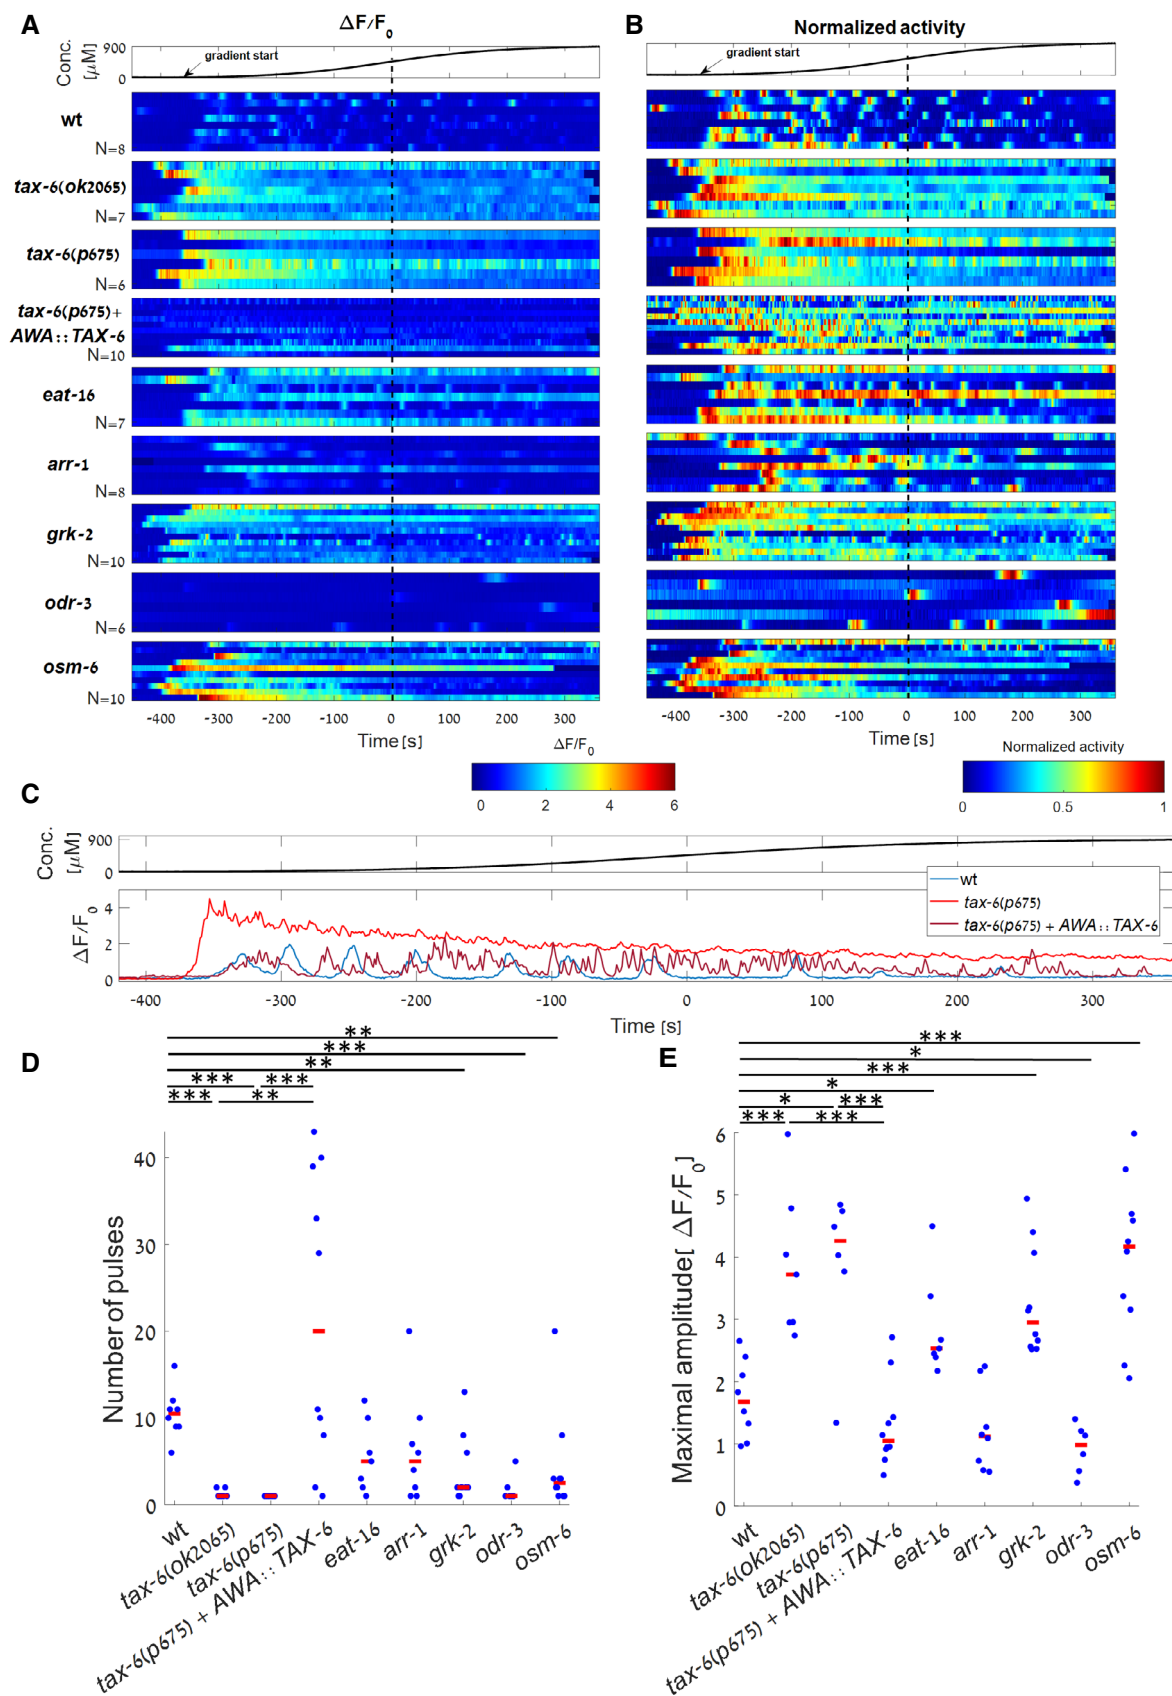 A
ΔF/F0
Conc.
[μM]
900
0
gradient start
wt
N=8
tax-6(ok2065)
N=7
tax-6(p675)
N=6
tax-6(p675)+
AWA::TAX-6
N=10
eat-16
N=7
arr-1
N=8
grk-2
N=10
odr-3
N=6
osm-6
N=10
-400 -300 -200 -100 0 100 200 300
Time [s]
ΔF/F0
0 2 4 6
B
Normalized activity
gradient start
-400 -300 -200 -100 0 100 200 300
Time [s]
Normalized activity
0 0.5 1
C
Conc.
[μM]
900
0
ΔF/F0
4
2
0
wt
tax-6(p675)
tax-6(p675) + AWA::TAX-6
-400 -300 -200 -100 0 100 200 300
Time [s]
D
**
***
**
*** ***
*** **
Number of pulses
40
30
20
10
0
wt
tax-6(ok2065)
tax-6(p675)
tax-6(p675) + AWA::TAX-6
eat-16
arr-1
grk-2
odr-3
osm-6
E
***
*
***
*
* ***
*** ***
Maximal amplitude[ ΔF/F0]
6
5
4
3
2
1
0
wt
tax-6(ok2065)
tax-6(p675)
tax-6(p675) + AWA::TAX-6
eat-16
arr-1
grk-2
odr-3
osm-6